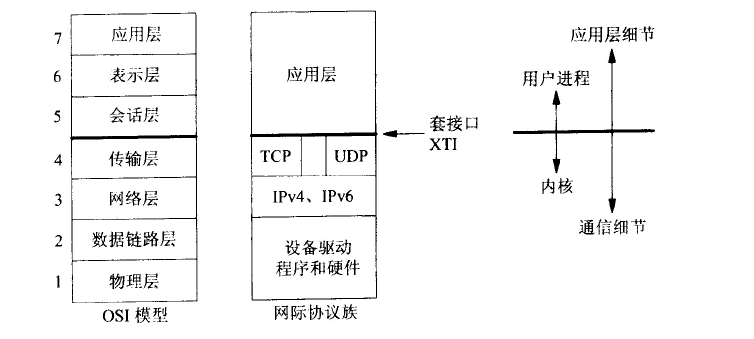 7 应用层
6 表示层
5 会话层
4 传输层
3 网络层
2 数据链路层
1 物理层
OSI 模型
应用层
TCP UDP
IPv4、IPv6
设备驱动
程序和硬件
网际协议族
套接口
XTI
应用层细节
用户进程
内核
通信细节